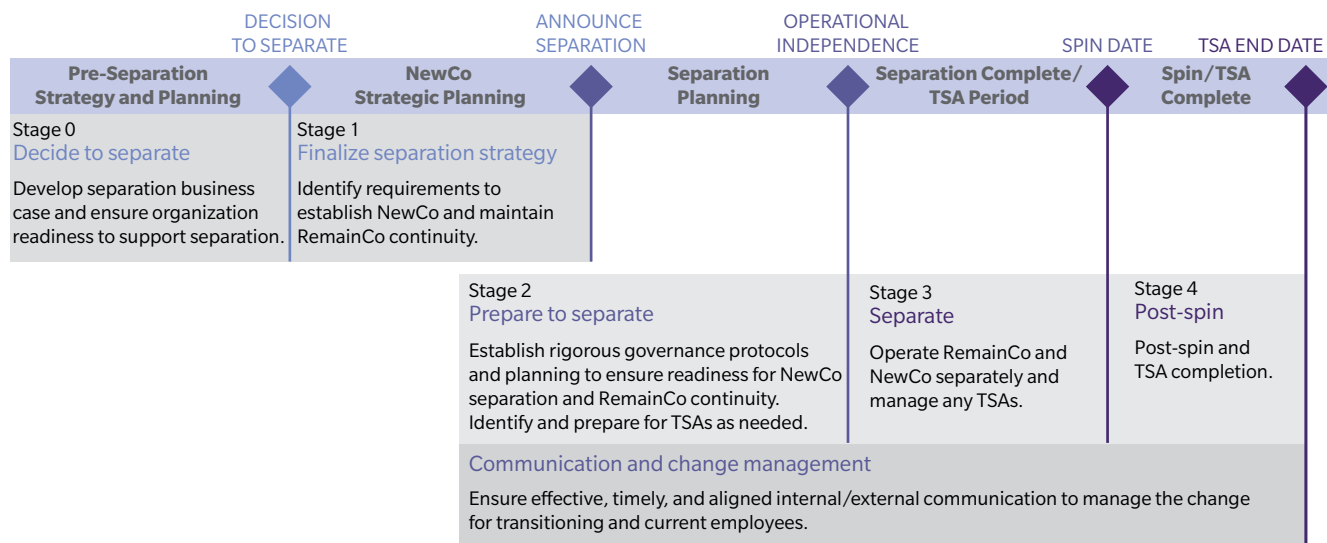 DECISION
TO SEPARATE
ANNOUNCE
SEPARATION
OPERATIONAL
INDEPENDENCE
SPIN DATE
TSA END DATE
Pre-Separation
Strategy and Planning
NewCo
Strategic Planning
Separation
Planning
Separation Complete/
TSA Period
Spin/TSA
Complete
Stage 0
Decide to separate
Develop separation business
case and ensure organization
readiness to support separation.
Stage 1
Finalize separation strategy
Identify requirements to
establish NewCo and maintain
RemainCo continuity.
Stage 2
Prepare to separate
Establish rigorous governance protocols
and planning to ensure readiness for NewCo
separation and RemainCo continuity.
Identify and prepare for TSAs as needed.
Stage 3
Separate
Operate RemainCo and
NewCo separately and
manage any TSAs.
Stage 4
Post-spin
Post-spin and
TSA completion.
Communication and change management
Ensure effective, timely, and aligned internal/external communication to manage the change
for transitioning and current employees.